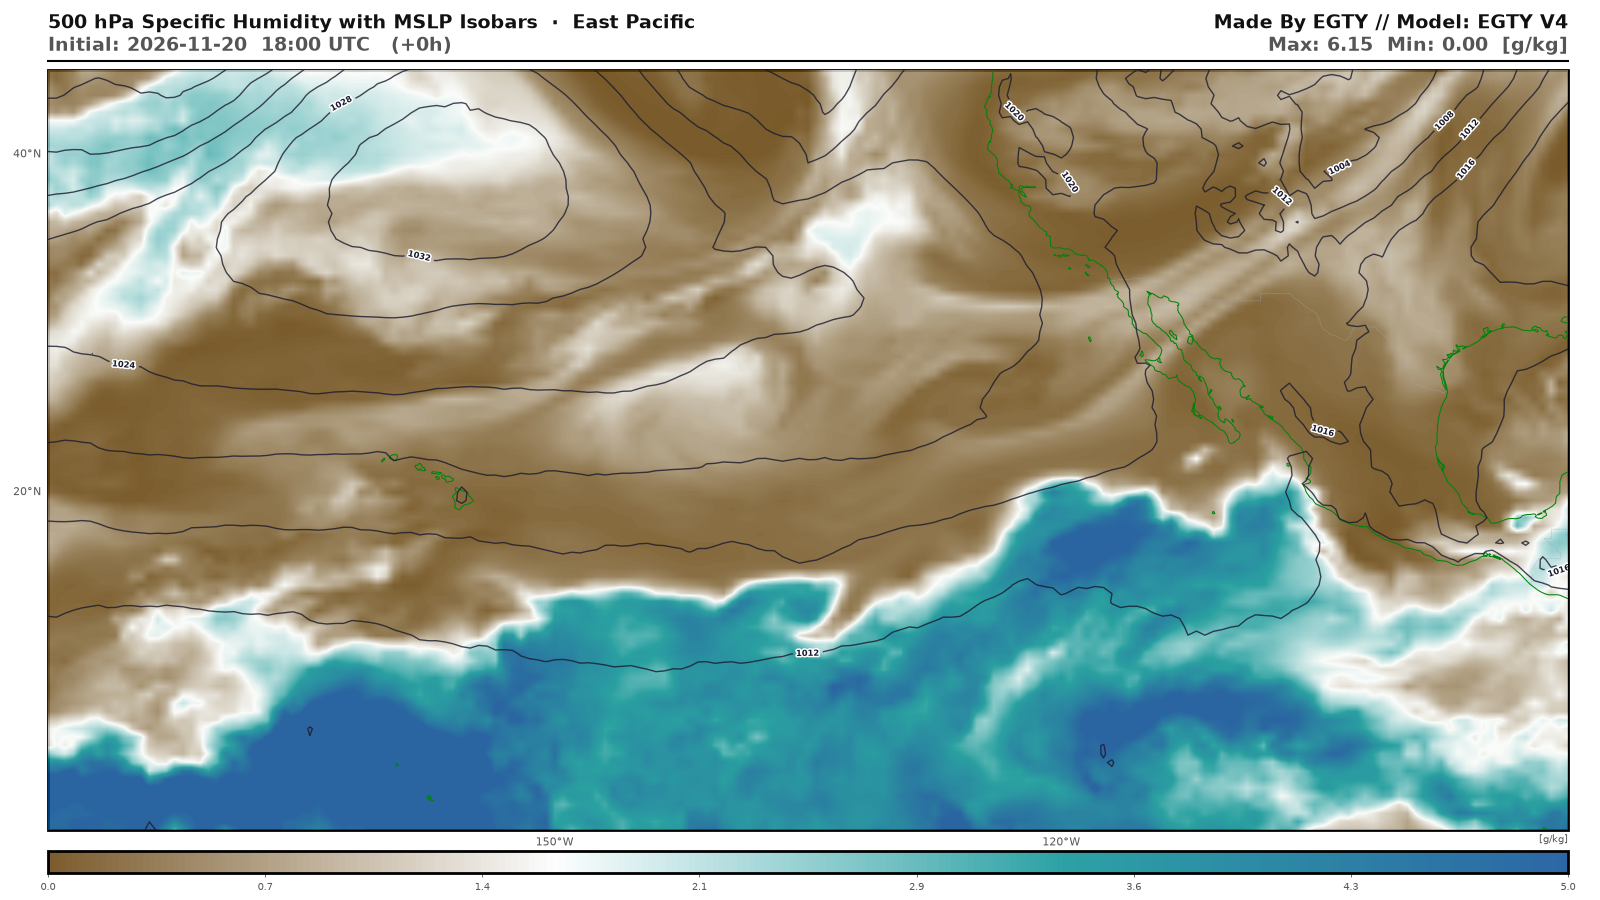 500 hPa Specific Humidity with MSLP Isobars · East Pacific
Made By EGTY // Model: EGTY V4
Initial: 2026-11-20 18:00 UTC (+0h)
Max: 6.15 Min: 0.00 [g/kg]
1028
1020
1008
1012
40°N
1004
1016
1020
1012
1032
1024
1016
20°N
1016
1012
150°W
120°W
[g/kg]
0.0
0.7
1.4
2.1
2.9
3.6
4.3
5.0